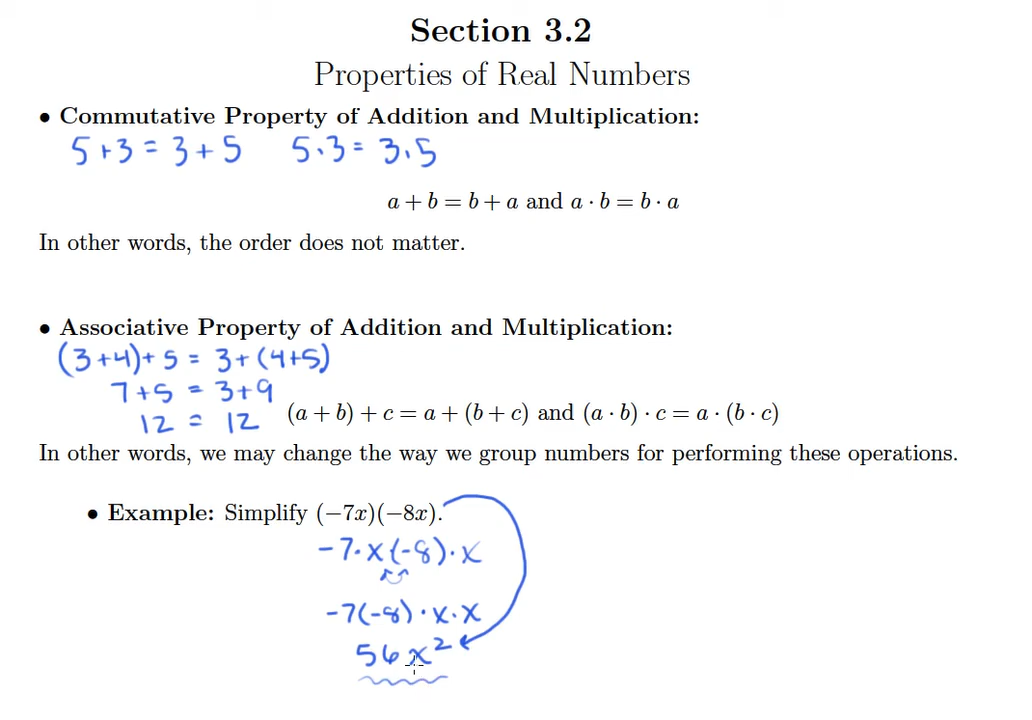 Section 3.2
Properties of Real Numbers
• Commutative Property of Addition and Multiplication:
5+3 = 3+5   5·3 = 3·5
a + b = b + a and a · b = b · a
In other words, the order does not matter.
• Associative Property of Addition and Multiplication:
(3+4)+5 = 3+(4+5)
7+5 = 3+9
12 = 12
(a + b) + c = a + (b + c) and (a · b) · c = a · (b · c)
In other words, we may change the way we group numbers for performing these operations.
• Example: Simplify (−7x)(−8x).
-7·x(-8)·x
-7(-8)·x·x
56x²